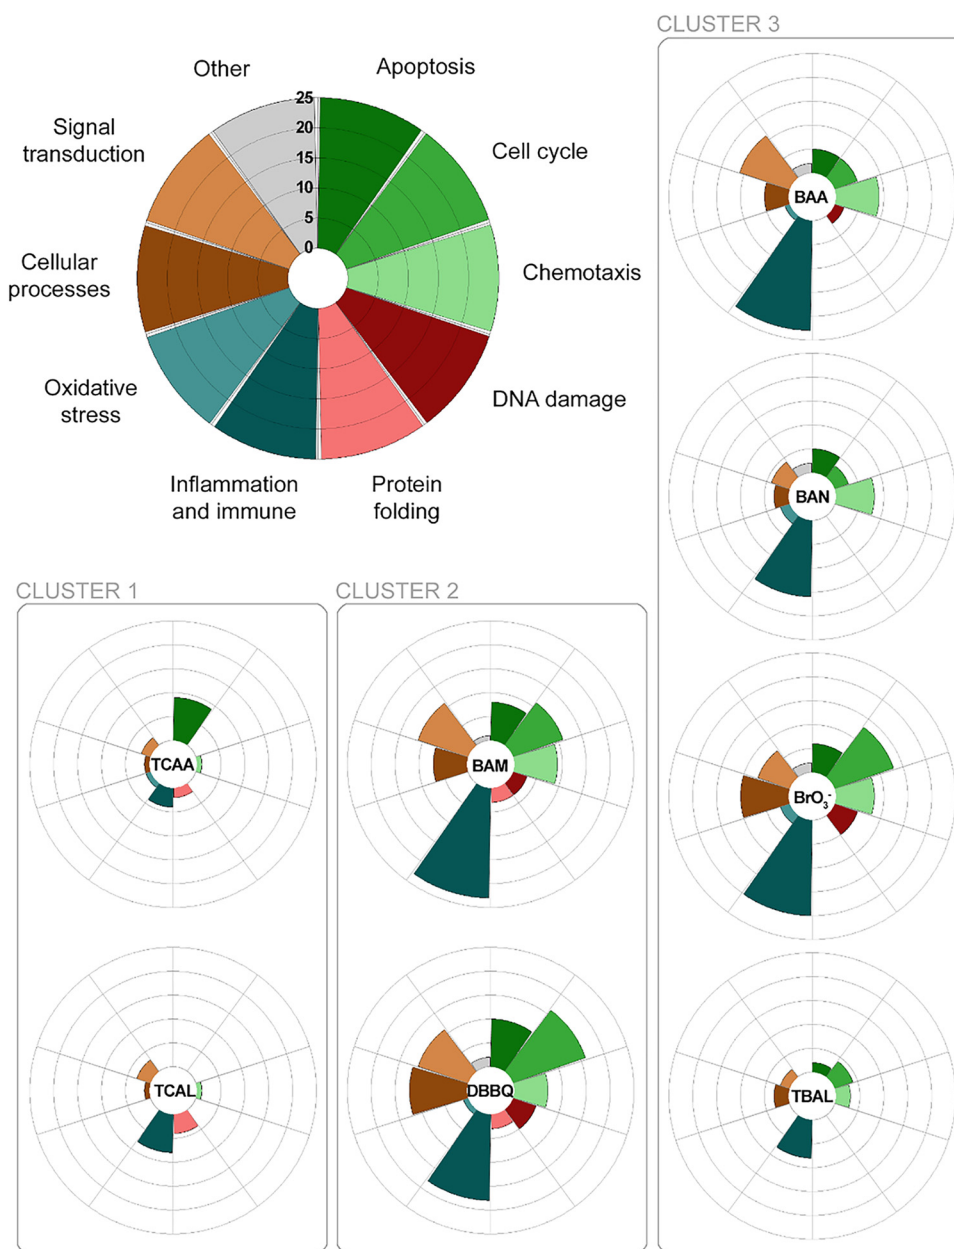 CLUSTER 3
Other
Apoptosis
25
20
15
10
5
0
Signal
transduction
Cell cycle
Cellular
processes
Chemotaxis
Oxidative
stress
DNA damage
Inflammation
and immune
Protein
folding
BAA
BAN
BrO₃⁻
TBAL
CLUSTER 1
TCAA
TCAL
CLUSTER 2
BAM
DBBQ